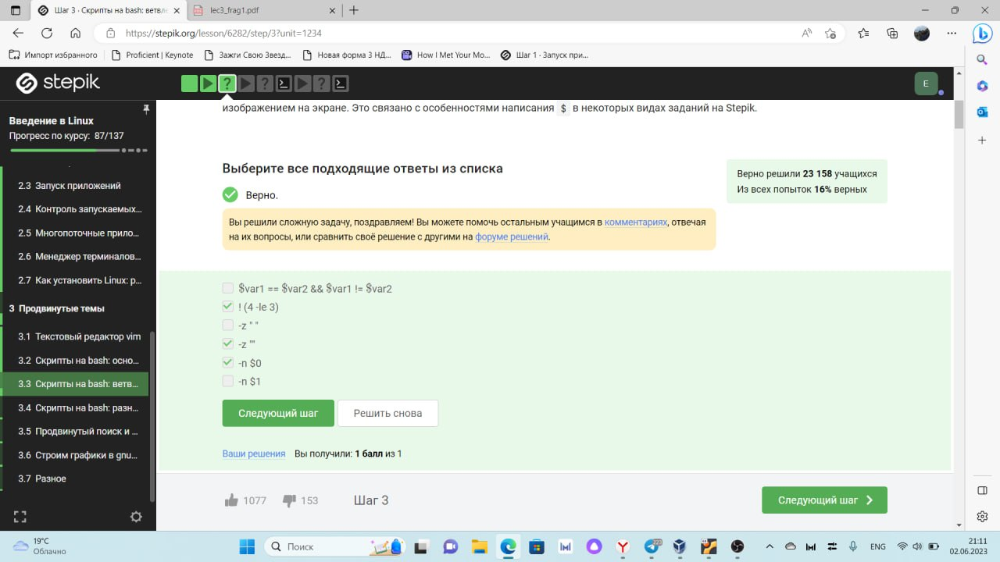 Шаг 3 · Скрипты на bash: ветвле
lec3_frag1.pdf
https://stepik.org/lesson/6282/step/3?unit=1234
Импорт избранного
Proficient | Keynote
Зажги Свою Звезд...
Новая форма 3 НД...
How I Met Your Mo...
Шаг 1 · Запуск при...
stepik
E
Введение в Linux
Прогресс по курсу: 87/137
2.3 Запуск приложений
2.4 Контроль запускаемых...
2.5 Многопоточные прило...
2.6 Менеджер терминалов...
2.7 Как установить Linux: р...
3 Продвинутые темы
3.1 Текстовый редактор vim
3.2 Скрипты на bash: осно...
3.3 Скрипты на bash: ветв...
3.4 Скрипты на bash: разн...
3.5 Продвинутый поиск и ...
3.6 Строим графики в gnu...
3.7 Разное
изображением на экране. Это связано с особенностями написания $ в некоторых видах заданий на Stepik.
Выберите все подходящие ответы из списка
Верно решили 23 158 учащихся
Из всех попыток 16% верных
Верно.
Вы решили сложную задачу, поздравляем! Вы можете помочь остальным учащимся в комментариях, отвечая
на их вопросы, или сравнить своё решение с другими на форуме решений.
$var1 == $var2 && $var1 != $var2
! (4 -le 3)
-z " "
-z ""
-n $0
-n $1
Следующий шаг
Решить снова
Ваши решения Вы получили: 1 балл из 1
1077
153
Шаг 3
Следующий шаг
19°C
Облачно
Поиск
ENG
21:11
02.06.2023